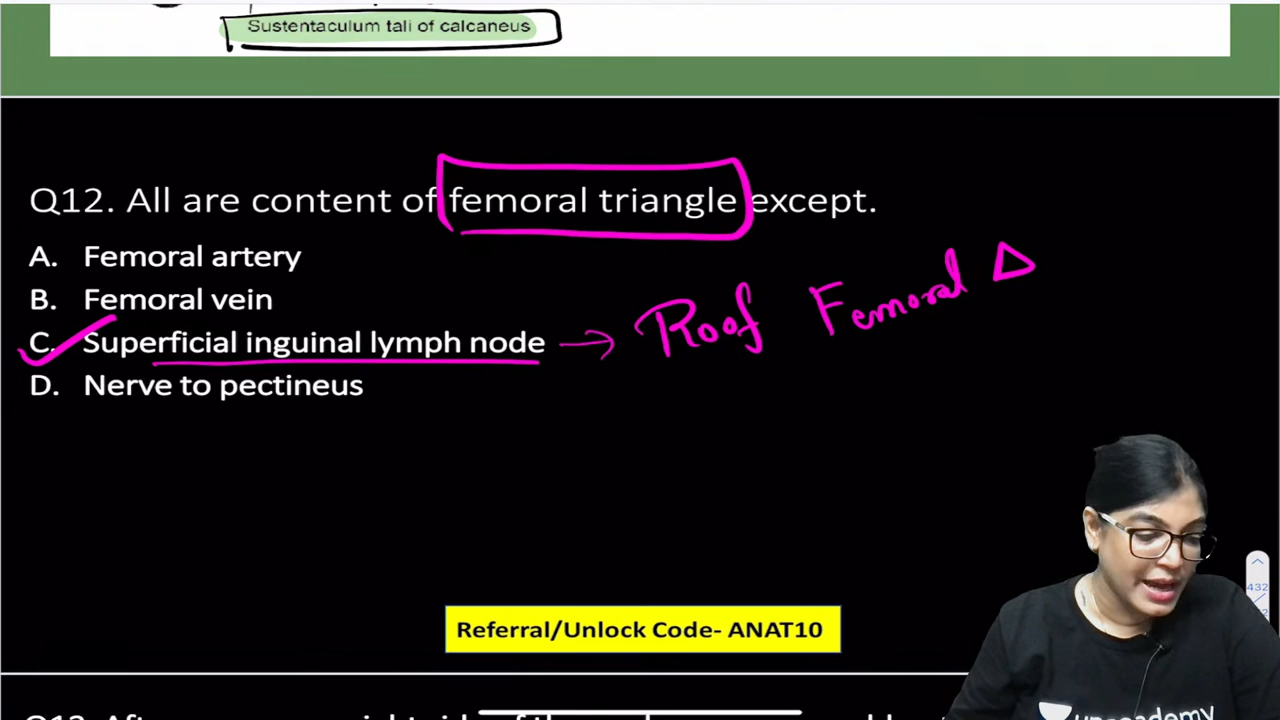 Sustentaculum tali of calcaneus
Q12. All are content of femoral triangle except.
A. Femoral artery
B. Femoral vein
C. Superficial inguinal lymph node → Roof Femoral Δ
D. Nerve to pectineus
432
Referral/Unlock Code- ANAT10